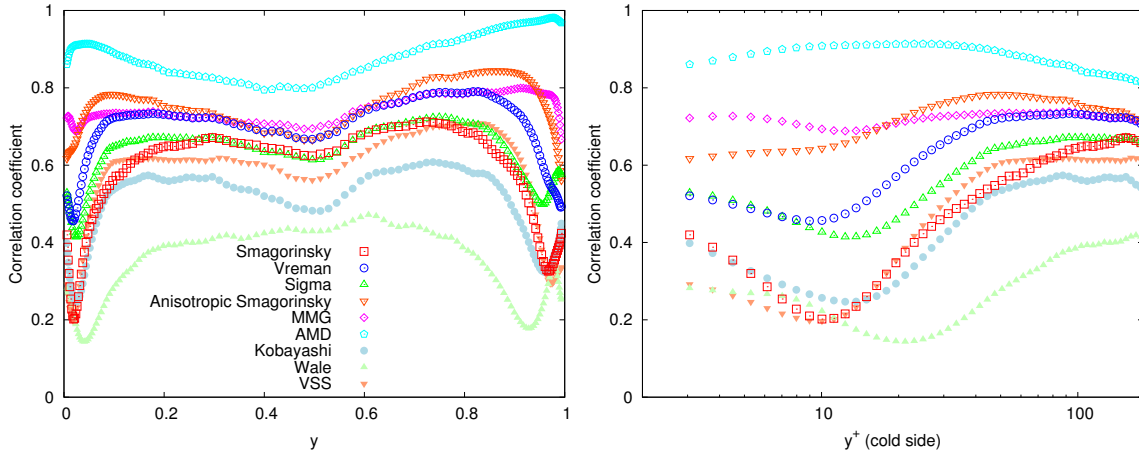 1
0.8
0.6
0.4
0.2
0
Correlation coefficient
0 0.2 0.4 0.6 0.8 1
y
Smagorinsky
Vreman
Sigma
Anisotropic Smagorinsky
MMG
AMD
Kobayashi
Wale
VSS
1
0.8
0.6
0.4
0.2
0
Correlation coefficient
10 100
y⁺ (cold side)